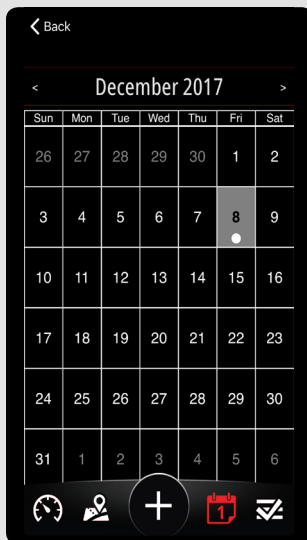 Back
< December 2017 >
Sun Mon Tue Wed Thu Fri Sat
26 27 28 29 30 1 2
3 4 5 6 7 8 9
10 11 12 13 14 15 16
17 18 19 20 21 22 23
24 25 26 27 28 29 30
31 1 2 3 4 5 6
1